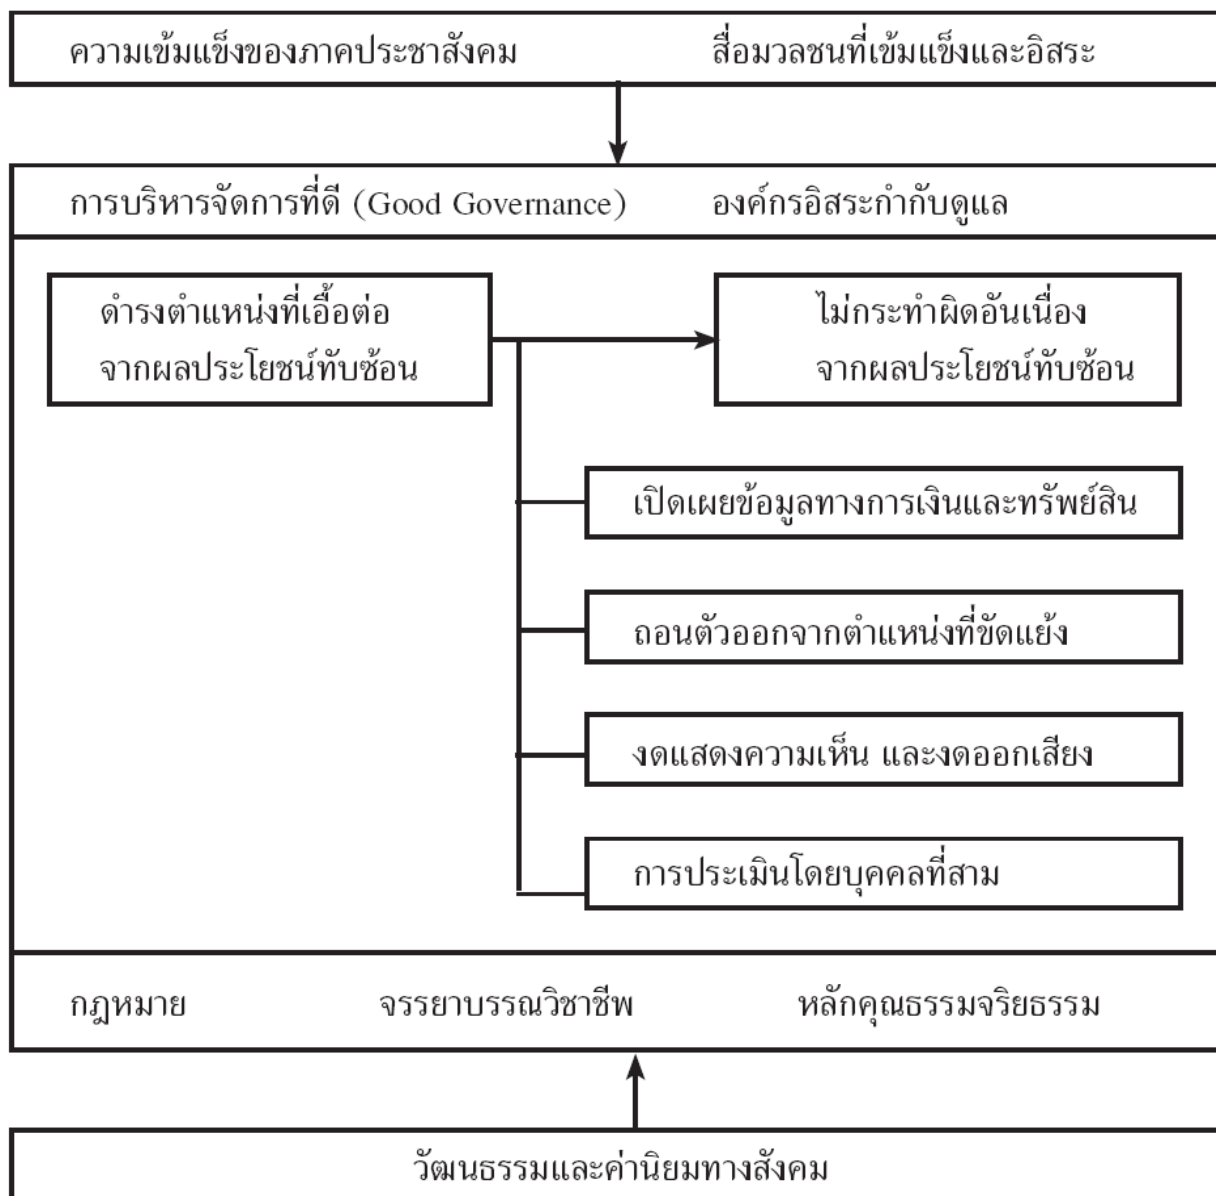 ความเข้มแข็งของภาคประชาสังคม สื่อมวลชนที่เข้มแข็งและอิสระ
การบริหารจัดการที่ดี (Good Governance) องค์กรอิสระกำกับดูแล
ดำรงตำแหน่งที่เอื้อต่อ
จากผลประโยชน์ทับซ้อน
ไม่กระทำผิดอันเนื่อง
จากผลประโยชน์ทับซ้อน
เปิดเผยข้อมูลทางการเงินและทรัพย์สิน
ถอนตัวออกจากตำแหน่งที่ขัดแย้ง
งดแสดงความเห็น และงดออกเสียง
การประเมินโดยบุคคลที่สาม
กฎหมาย จรรยาบรรณวิชาชีพ หลักคุณธรรมจริยธรรม
วัฒนธรรมและค่านิยมทางสังคม